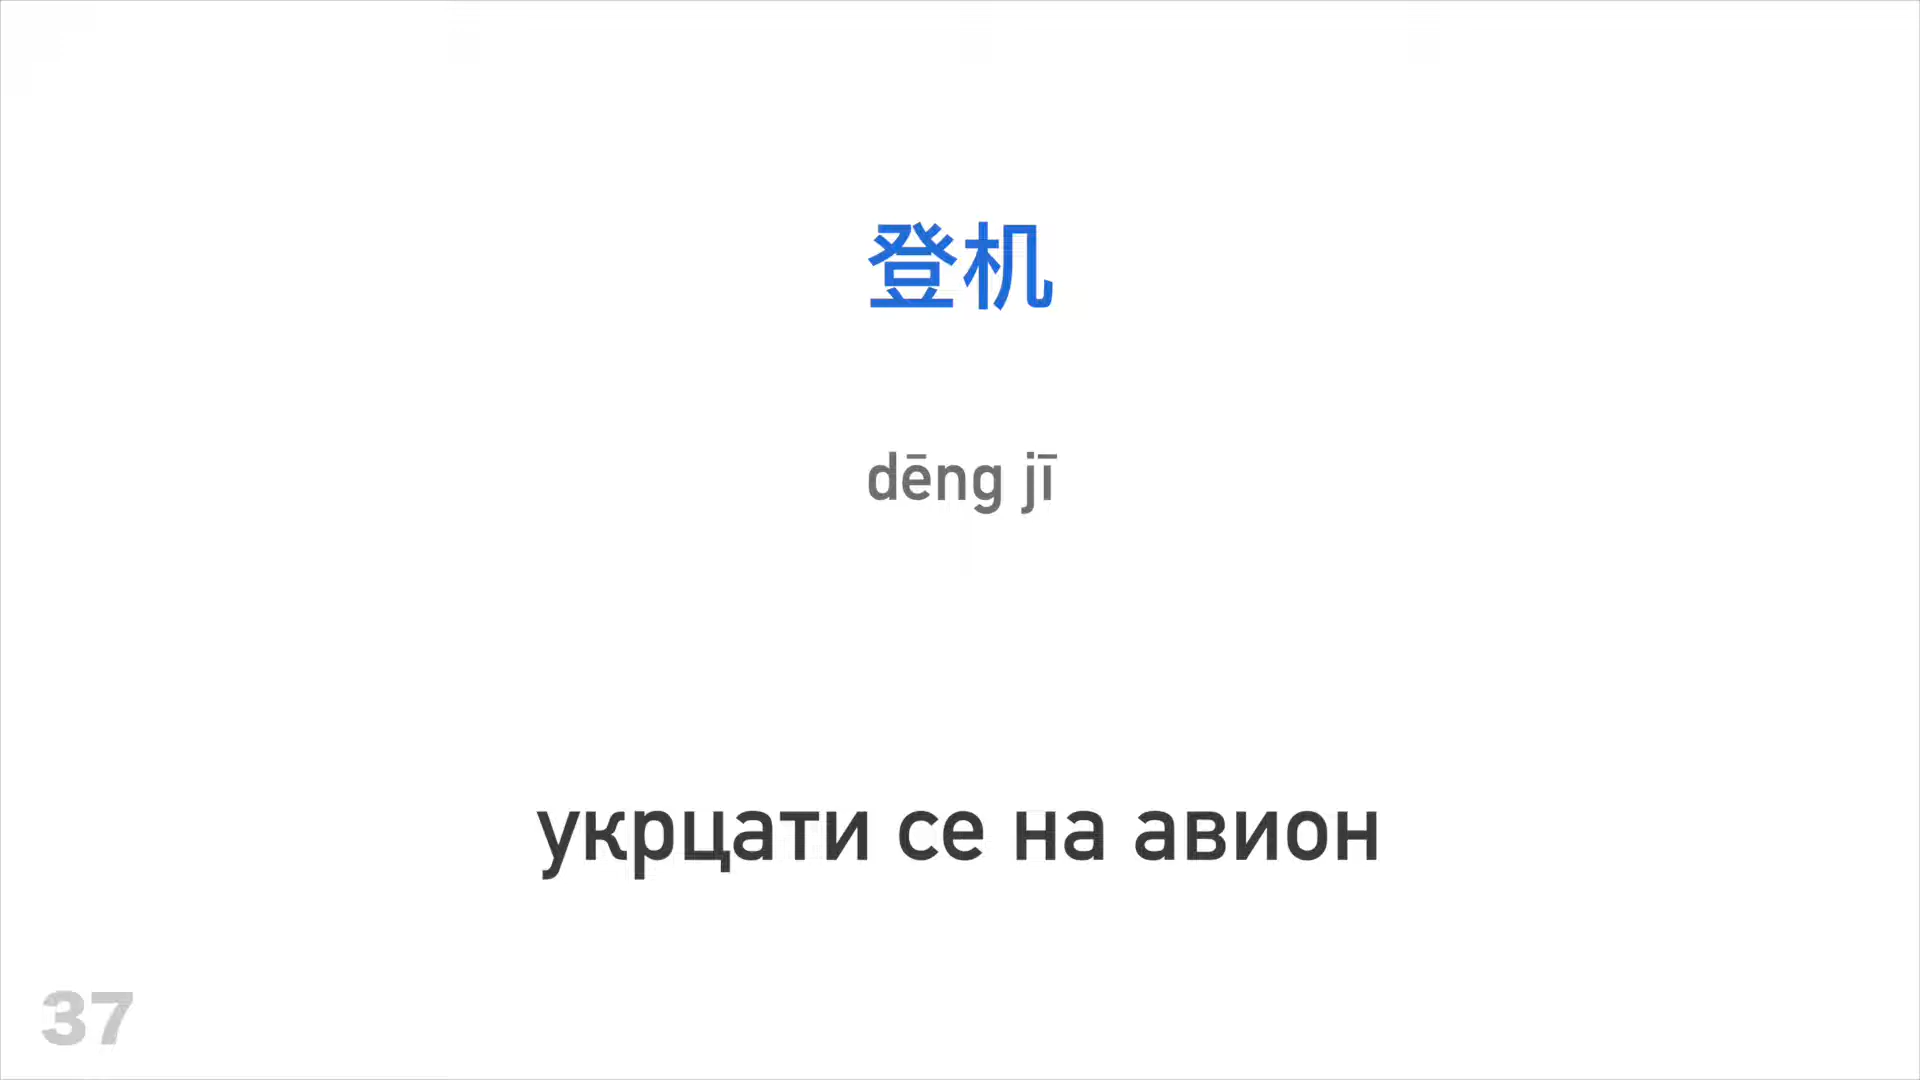 登机
dēng jī
укрцати се на авион
37